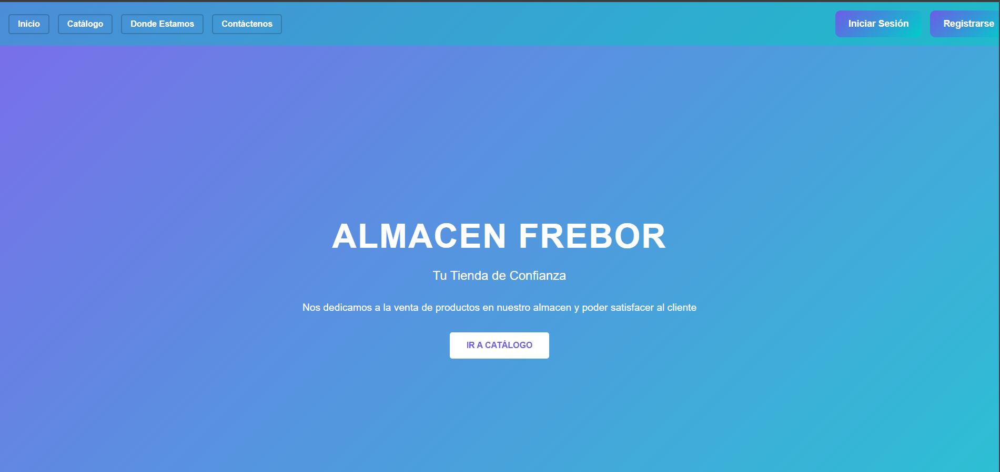 Inicio Catálogo Donde Estamos Contáctenos Iniciar Sesión Registrarse
ALMACEN FREBOR
Tu Tienda de Confianza
Nos dedicamos a la venta de productos en nuestro almacen y poder satisfacer al cliente
IR A CATÁLOGO